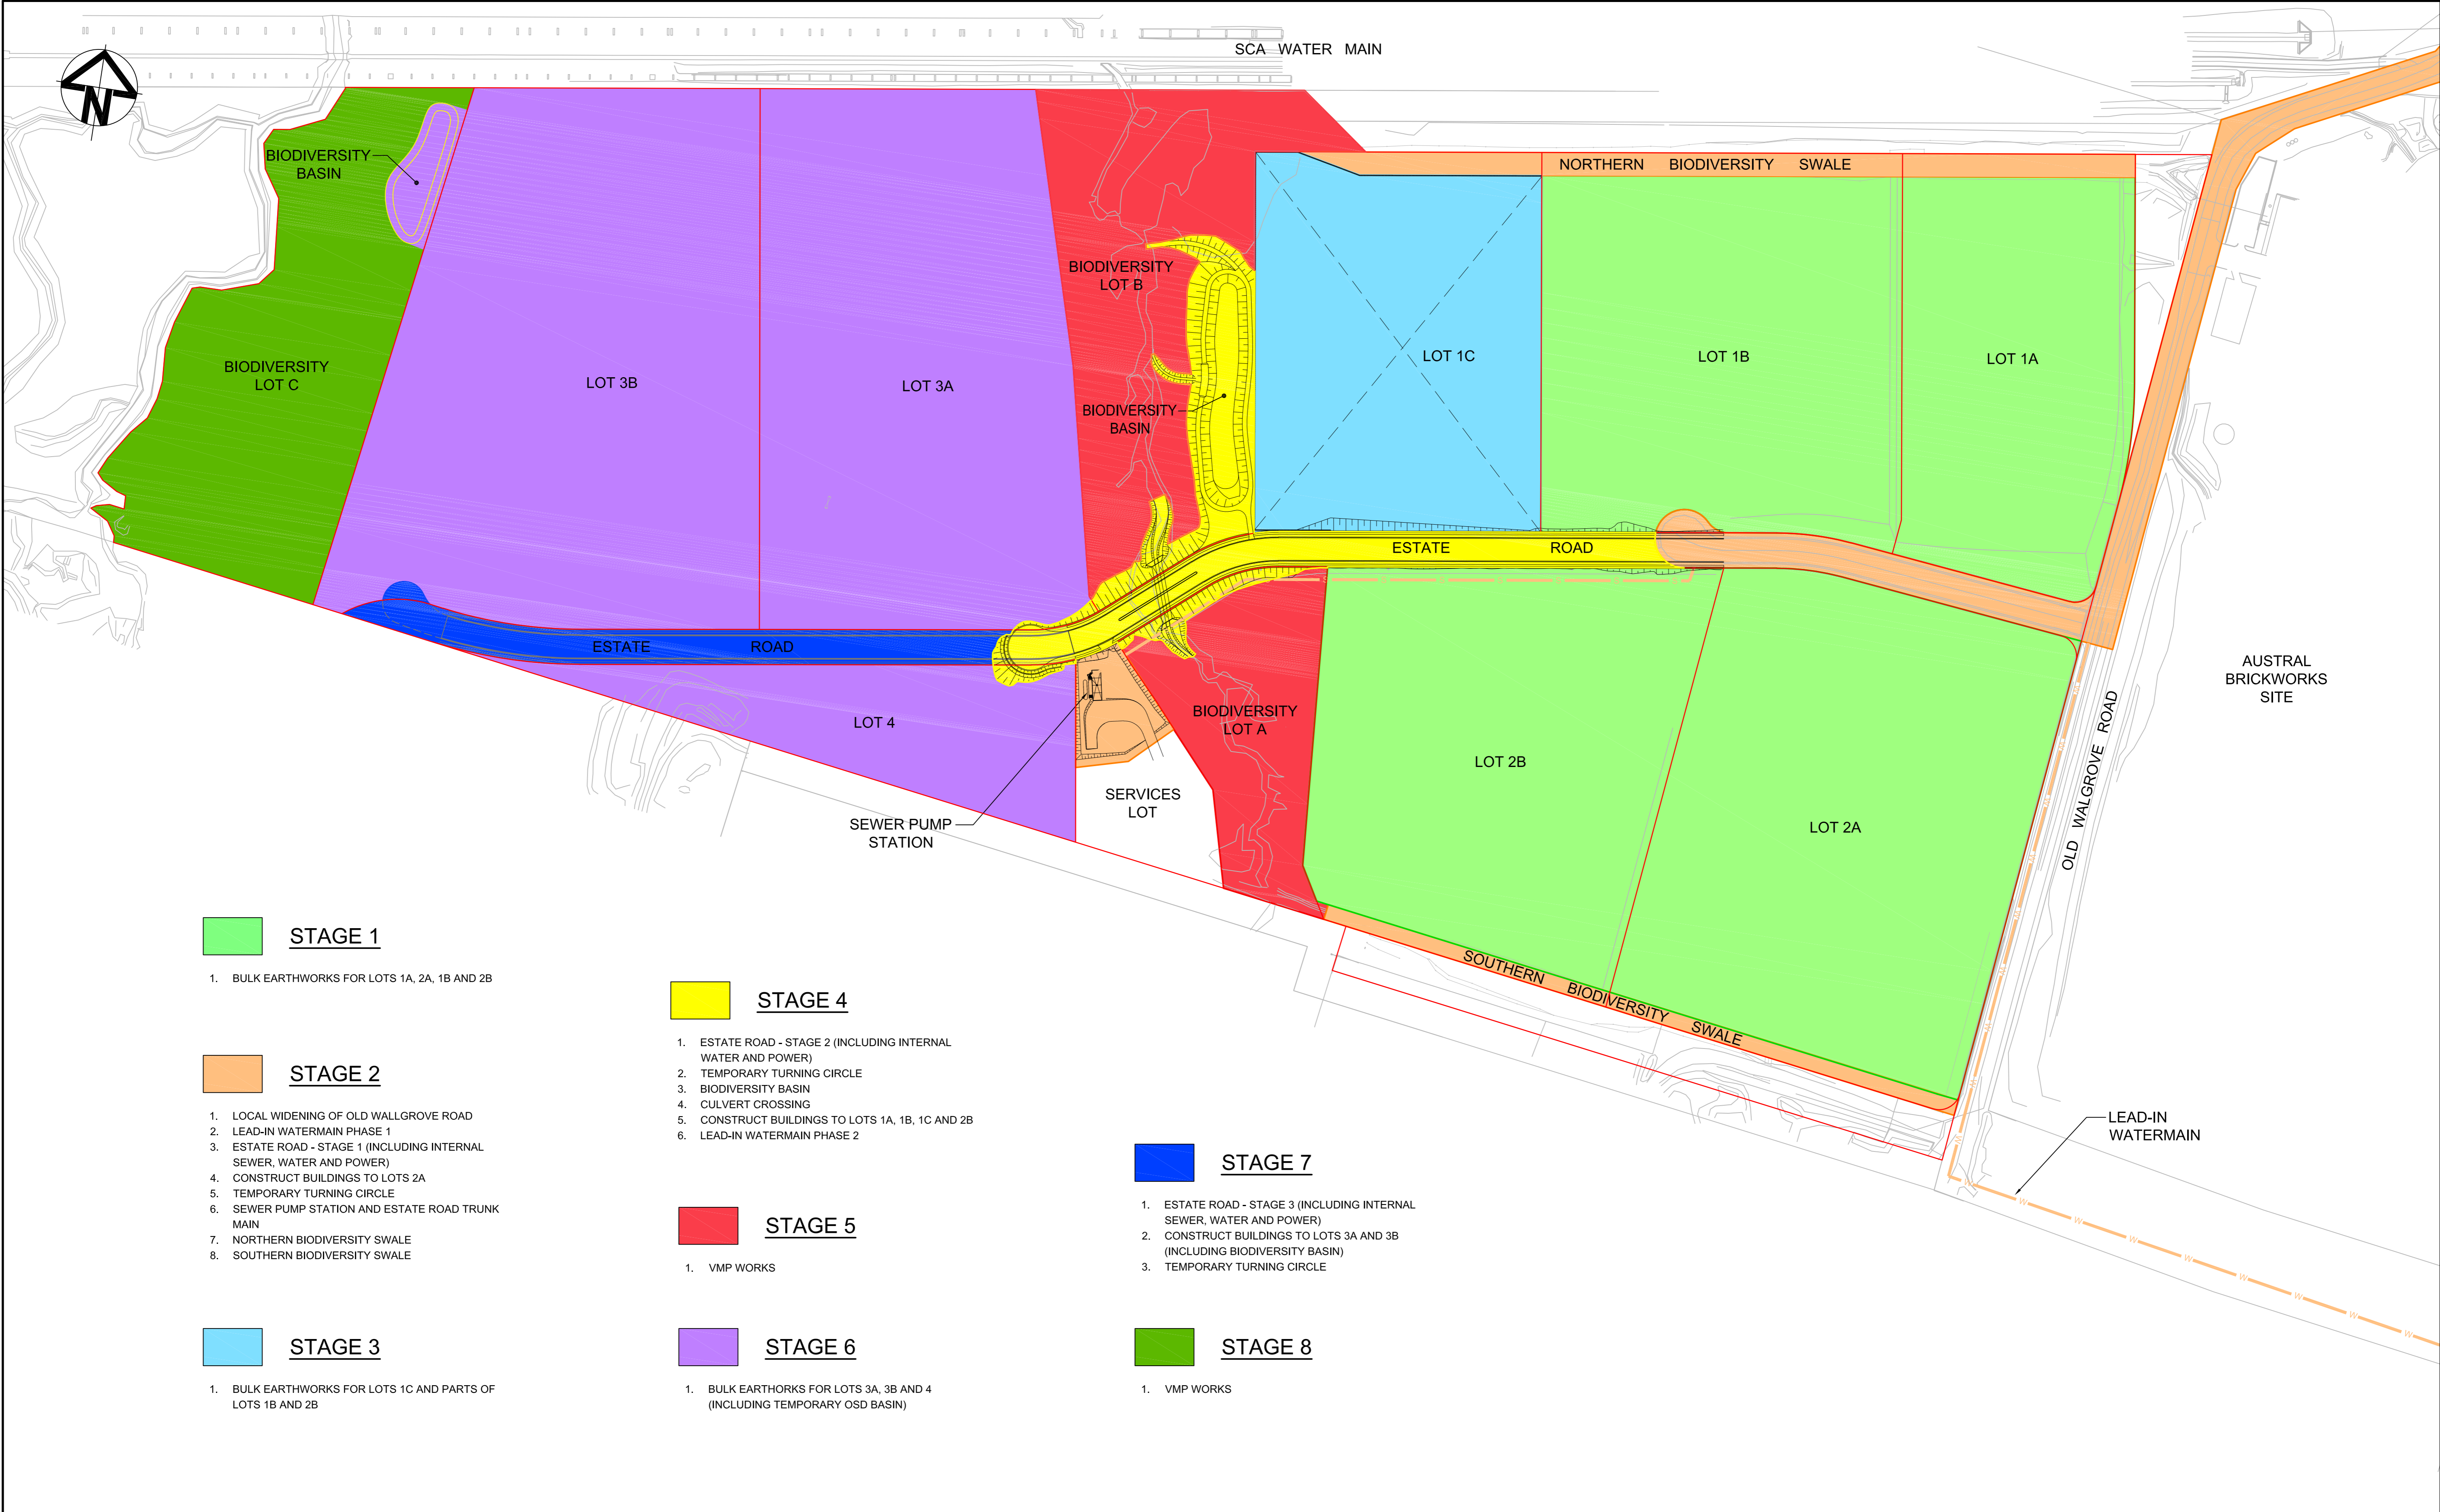 SCA WATER MAIN
N
BIODIVERSITY
BASIN
NORTHERN BIODIVERSITY SWALE
BIODIVERSITY
LOT B
BIODIVERSITY
LOT C
LOT 3B
LOT 3A
LOT 1C
LOT 1B
LOT 1A
BIODIVERSITY
BASIN
ESTATE ROAD
ESTATE ROAD
AUSTRAL
BRICKWORKS
SITE
LOT 4
BIODIVERSITY
LOT A
OLD WALGROVE ROAD
LOT 2B
SERVICES
LOT
SEWER PUMP
STATION
LOT 2A
SOUTHERN BIODIVERSITY SWALE
LEAD-IN
WATERMAIN
W W W W W W W W
STAGE 1
1. BULK EARTHWORKS FOR LOTS 1A, 2A, 1B AND 2B
STAGE 2
1. LOCAL WIDENING OF OLD WALLGROVE ROAD
2. LEAD-IN WATERMAIN PHASE 1
3. ESTATE ROAD - STAGE 1 (INCLUDING INTERNAL
SEWER, WATER AND POWER)
4. CONSTRUCT BUILDINGS TO LOTS 2A
5. TEMPORARY TURNING CIRCLE
6. SEWER PUMP STATION AND ESTATE ROAD TRUNK
MAIN
7. NORTHERN BIODIVERSITY SWALE
8. SOUTHERN BIODIVERSITY SWALE
STAGE 3
1. BULK EARTHWORKS FOR LOTS 1C AND PARTS OF
LOTS 1B AND 2B
STAGE 4
1. ESTATE ROAD - STAGE 2 (INCLUDING INTERNAL
WATER AND POWER)
2. TEMPORARY TURNING CIRCLE
3. BIODIVERSITY BASIN
4. CULVERT CROSSING
5. CONSTRUCT BUILDINGS TO LOTS 1A, 1B, 1C AND 2B
6. LEAD-IN WATERMAIN PHASE 2
STAGE 5
1. VMP WORKS
STAGE 6
1. BULK EARTHORKS FOR LOTS 3A, 3B AND 4
(INCLUDING TEMPORARY OSD BASIN)
STAGE 7
1. ESTATE ROAD - STAGE 3 (INCLUDING INTERNAL
SEWER, WATER AND POWER)
2. CONSTRUCT BUILDINGS TO LOTS 3A AND 3B
(INCLUDING BIODIVERSITY BASIN)
3. TEMPORARY TURNING CIRCLE
STAGE 8
1. VMP WORKS